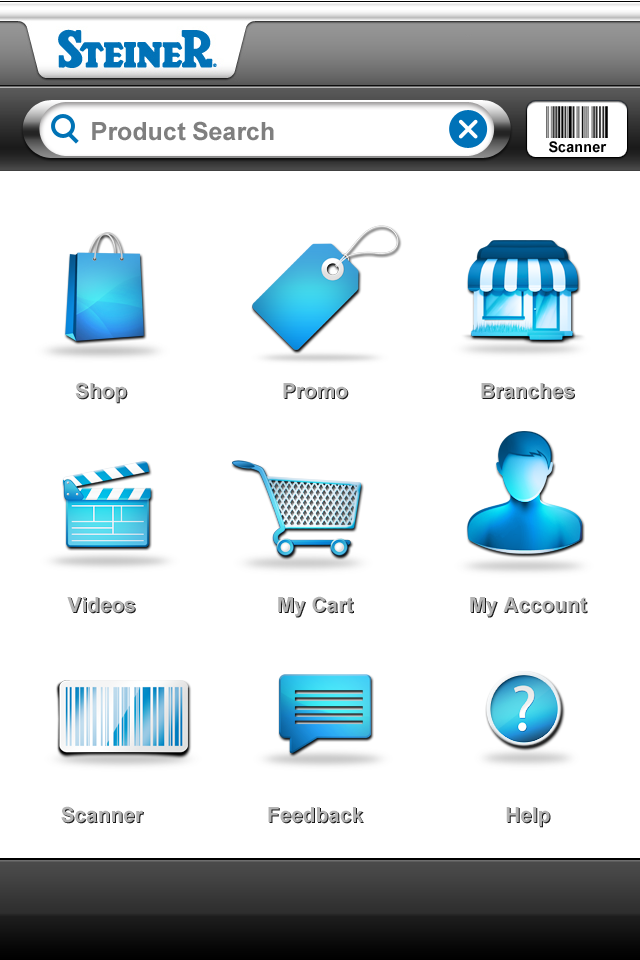 STEINER
Product Search
Scanner
Shop
Promo
Branches
Videos
My Cart
My Account
?
Scanner
Feedback
Help